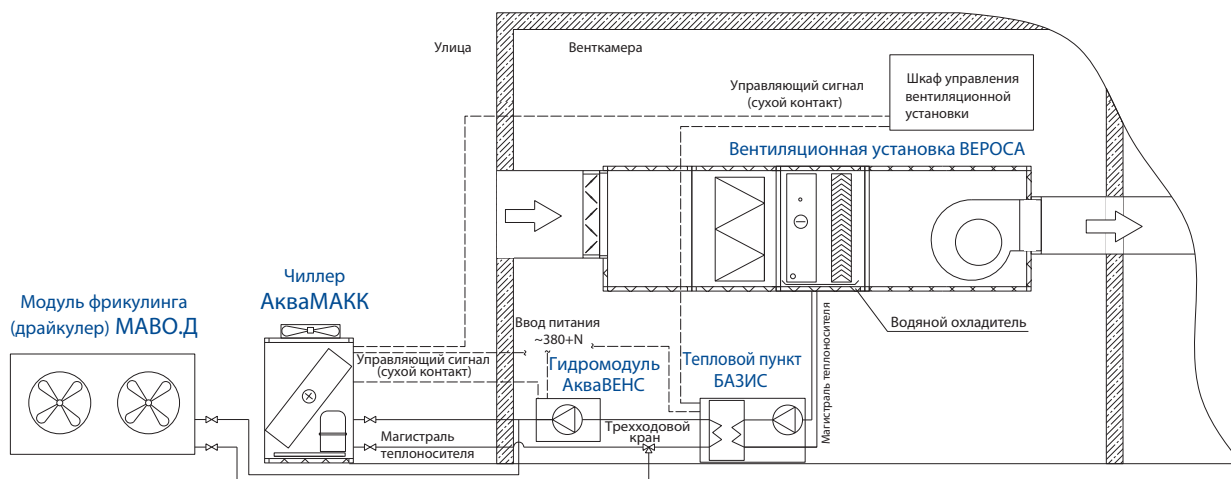 Улица
Венткамера
Управляющий сигнал
(сухой контакт)
Шкаф управления
вентиляционной
установки
Вентиляционная установка ВЕРОСА
Чиллер
АкваМАКК
Модуль фрикулинга
(драйкулер) МАВО.Д
Водяной охладитель
Ввод питания
~380+N
Управляющий сигнал
(сухой контакт)
Гидромодуль
АкваВЕНС
Тепловой пункт
БАЗИС
Магистраль теплоносителя
Трехходовой
кран
Магистраль
теплоносителя